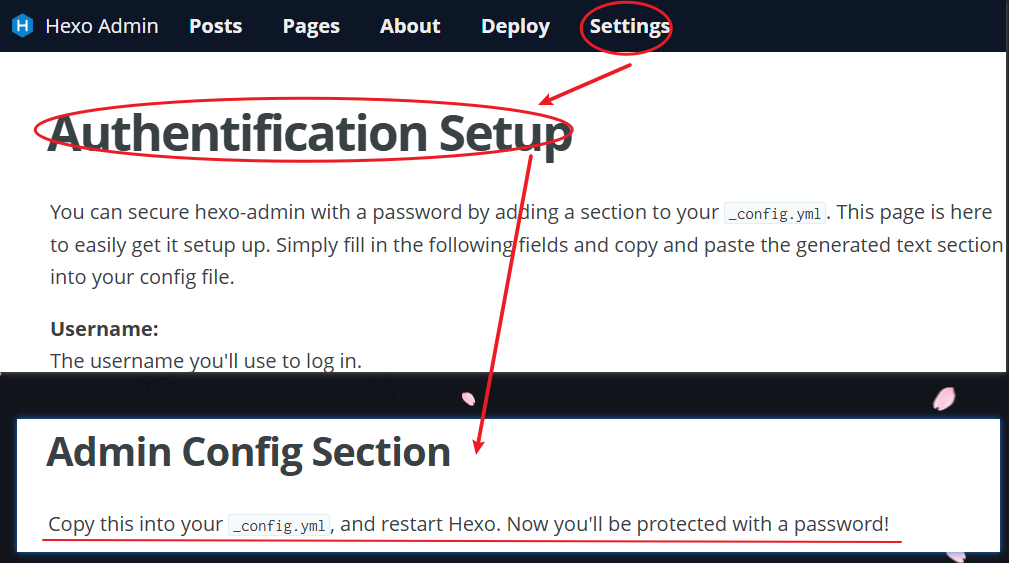 Hexo Admin Posts Pages About Deploy Settings
Authentification Setup
You can secure hexo-admin with a password by adding a section to your _config.yml. This page is here
to easily get it setup up. Simply fill in the following fields and copy and paste the generated text section
into your config file.
Username:
The username you'll use to log in.
Admin Config Section
Copy this into your _config.yml, and restart Hexo. Now you'll be protected with a password!